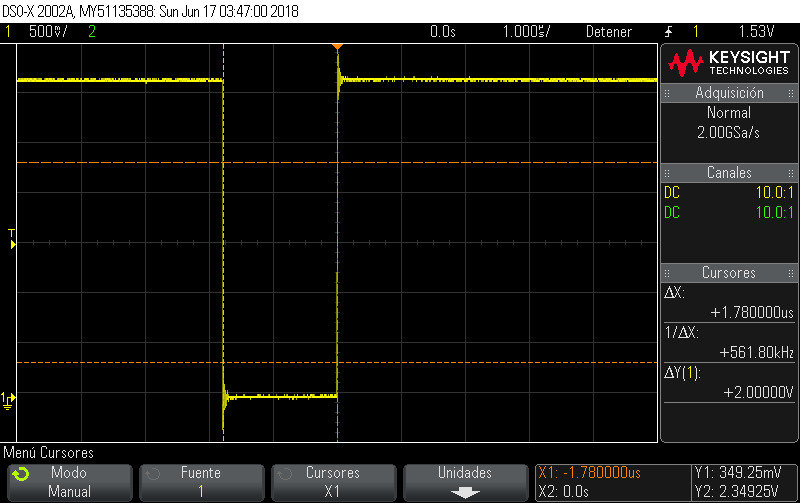 DSO-X 2002A, MY51135388: Sun Jun 17 03:47:00 2018
1 500♈/ 2 0.0s 1.000▯/ Detener 1 1.53V
KEYSIGHT
TECHNOLOGIES
Adquisición
Normal
2.00GSa/s
Canales
DC 10.0:1
DC 10.0:1
Cursores
ΔX:
+1.780000us
1/ΔX:
+561.80kHz
ΔY(1):
+2.00000V
T
1
Menú Cursores
Modo
Manual
Fuente
1
Cursores
X1
Unidades
X1: -1.780000us
X2: 0.0s
Y1: 349.25mV
Y2: 2.34925V